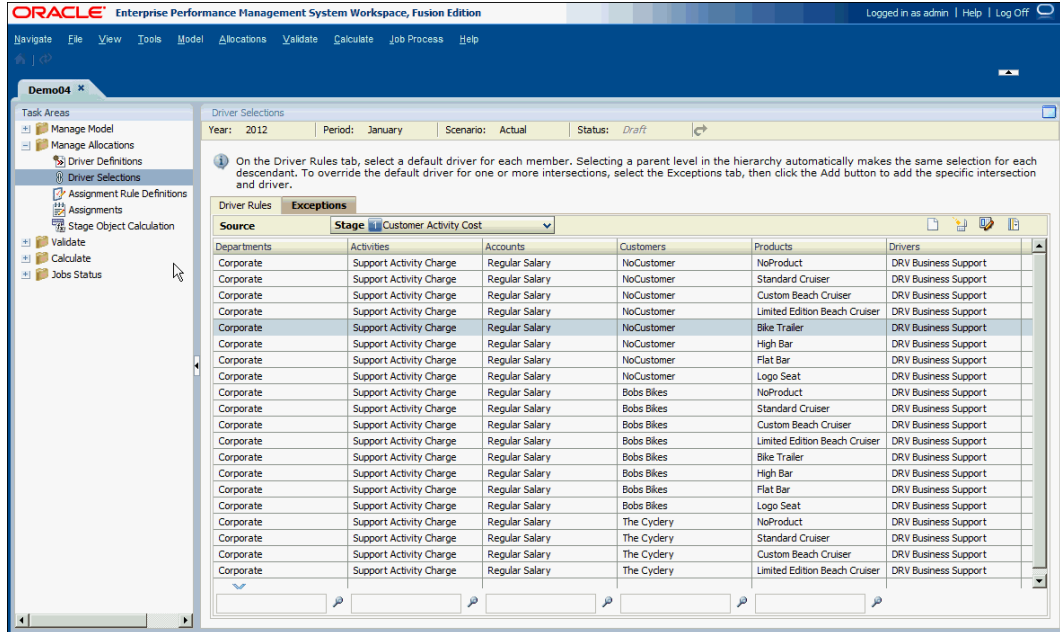 ORACLE Enterprise Performance Management System Workspace, Fusion Edition
Logged in as admin | Help | Log Off
Navigate File View Tools Model Allocations Validate Calculate Job Process Help
Demo04
Task Areas
Manage Model
Manage Allocations
Driver Definitions
Driver Selections
Assignment Rule Definitions
Assignments
Stage Object Calculation
Validate
Calculate
Jobs Status
Driver Selections
Year: 2012 Period: January Scenario: Actual Status: Draft
On the Driver Rules tab, select a default driver for each member. Selecting a parent level in the hierarchy automatically makes the same selection for each
descendant. To override the default driver for one or more intersections, select the Exceptions tab, then click the Add button to add the specific intersection
and driver.
Driver Rules Exceptions
Source Stage 1 Customer Activity Cost
Departments Activities Accounts Customers Products Drivers
Corporate Support Activity Charge Regular Salary NoCustomer NoProduct DRV Business Support
Corporate Support Activity Charge Regular Salary NoCustomer Standard Cruiser DRV Business Support
Corporate Support Activity Charge Regular Salary NoCustomer Custom Beach Cruiser DRV Business Support
Corporate Support Activity Charge Regular Salary NoCustomer Limited Edition Beach Cruiser DRV Business Support
Corporate Support Activity Charge Regular Salary NoCustomer Bike Trailer DRV Business Support
Corporate Support Activity Charge Regular Salary NoCustomer High Bar DRV Business Support
Corporate Support Activity Charge Regular Salary NoCustomer Flat Bar DRV Business Support
Corporate Support Activity Charge Regular Salary NoCustomer Logo Seat DRV Business Support
Corporate Support Activity Charge Regular Salary Bobs Bikes NoProduct DRV Business Support
Corporate Support Activity Charge Regular Salary Bobs Bikes Standard Cruiser DRV Business Support
Corporate Support Activity Charge Regular Salary Bobs Bikes Custom Beach Cruiser DRV Business Support
Corporate Support Activity Charge Regular Salary Bobs Bikes Limited Edition Beach Cruiser DRV Business Support
Corporate Support Activity Charge Regular Salary Bobs Bikes Bike Trailer DRV Business Support
Corporate Support Activity Charge Regular Salary Bobs Bikes High Bar DRV Business Support
Corporate Support Activity Charge Regular Salary Bobs Bikes Flat Bar DRV Business Support
Corporate Support Activity Charge Regular Salary Bobs Bikes Logo Seat DRV Business Support
Corporate Support Activity Charge Regular Salary The Cyclery NoProduct DRV Business Support
Corporate Support Activity Charge Regular Salary The Cyclery Standard Cruiser DRV Business Support
Corporate Support Activity Charge Regular Salary The Cyclery Custom Beach Cruiser DRV Business Support
Corporate Support Activity Charge Regular Salary The Cyclery Limited Edition Beach Cruiser DRV Business Support